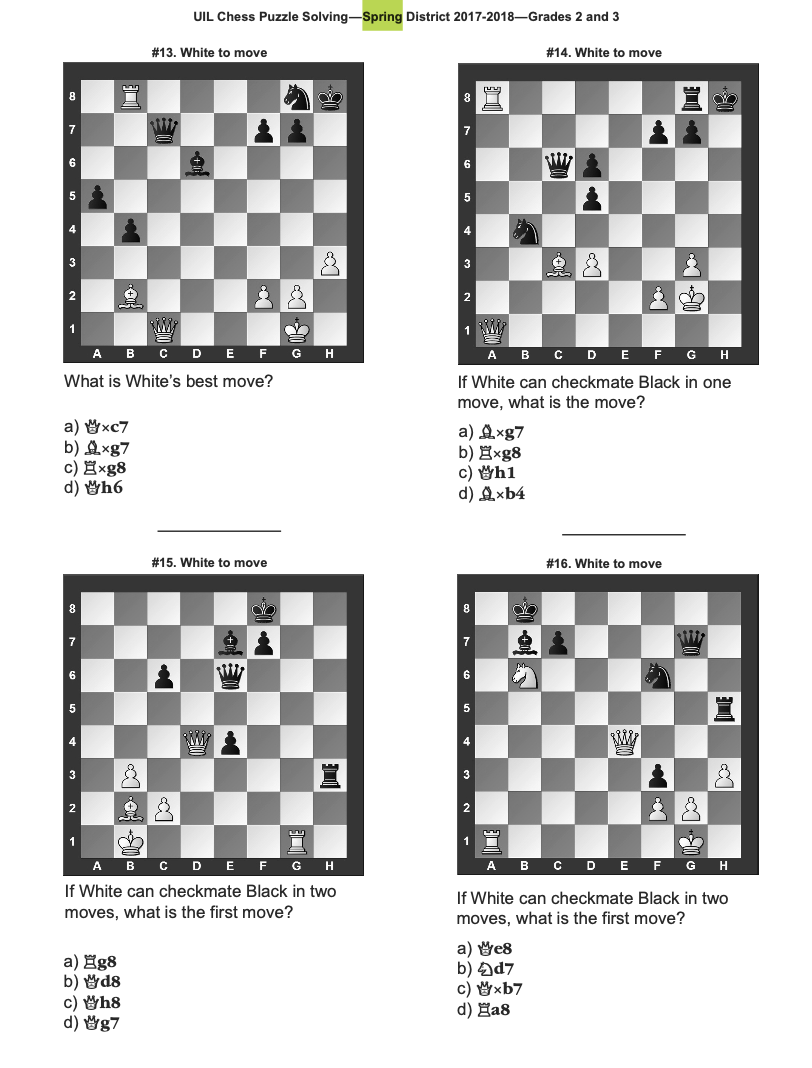 UIL Chess Puzzle Solving—Spring District 2017-2018—Grades 2 and 3
#13. White to move
8
7
6
5
4
3
2
1
A B C D E F G H
What is White's best move?
a) ♕×c7
b) ♗×g7
c) ♖×g8
d) ♕h6
#14. White to move
8
7
6
5
4
3
2
1
A B C D E F G H
If White can checkmate Black in one
move, what is the move?
a) ♗×g7
b) ♖×g8
c) ♕h1
d) ♗×b4
#15. White to move
8
7
6
5
4
3
2
1
A B C D E F G H
If White can checkmate Black in two
moves, what is the first move?
a) ♖g8
b) ♕d8
c) ♕h8
d) ♕g7
#16. White to move
8
7
6
5
4
3
2
1
A B C D E F G H
If White can checkmate Black in two
moves, what is the first move?
a) ♕e8
b) ♘d7
c) ♕×b7
d) ♖a8